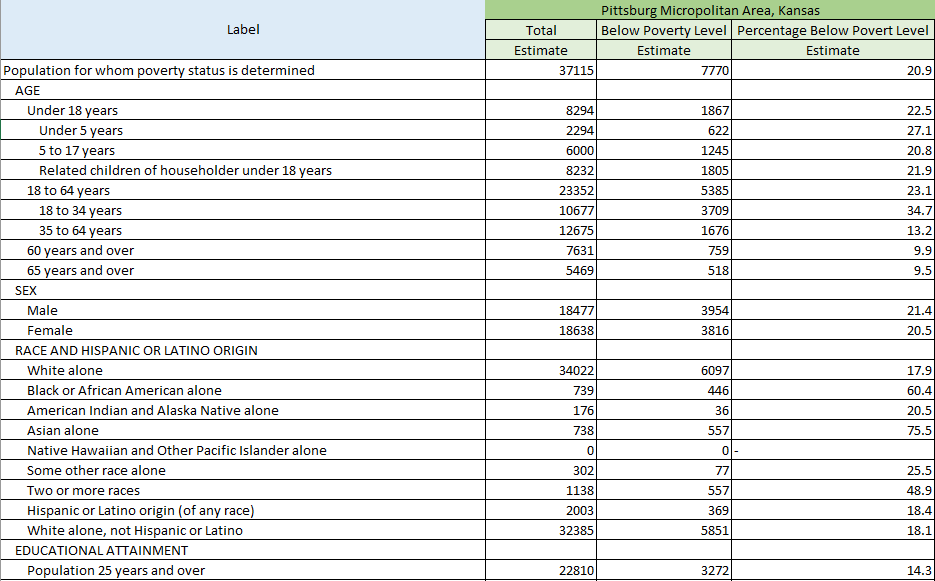 Pittsburg Micropolitan Area, Kansas
Label Total Below Poverty Level Percentage Below Povert Level
Estimate Estimate Estimate
Population for whom poverty status is determined 37115 7770 20.9
AGE
Under 18 years 8294 1867 22.5
Under 5 years 2294 622 27.1
5 to 17 years 6000 1245 20.8
Related children of householder under 18 years 8232 1805 21.9
18 to 64 years 23352 5385 23.1
18 to 34 years 10677 3709 34.7
35 to 64 years 12675 1676 13.2
60 years and over 7631 759 9.9
65 years and over 5469 518 9.5
SEX
Male 18477 3954 21.4
Female 18638 3816 20.5
RACE AND HISPANIC OR LATINO ORIGIN
White alone 34022 6097 17.9
Black or African American alone 739 446 60.4
American Indian and Alaska Native alone 176 36 20.5
Asian alone 738 557 75.5
Native Hawaiian and Other Pacific Islander alone 0 0 -
Some other race alone 302 77 25.5
Two or more races 1138 557 48.9
Hispanic or Latino origin (of any race) 2003 369 18.4
White alone, not Hispanic or Latino 32385 5851 18.1
EDUCATIONAL ATTAINMENT
Population 25 years and over 22810 3272 14.3